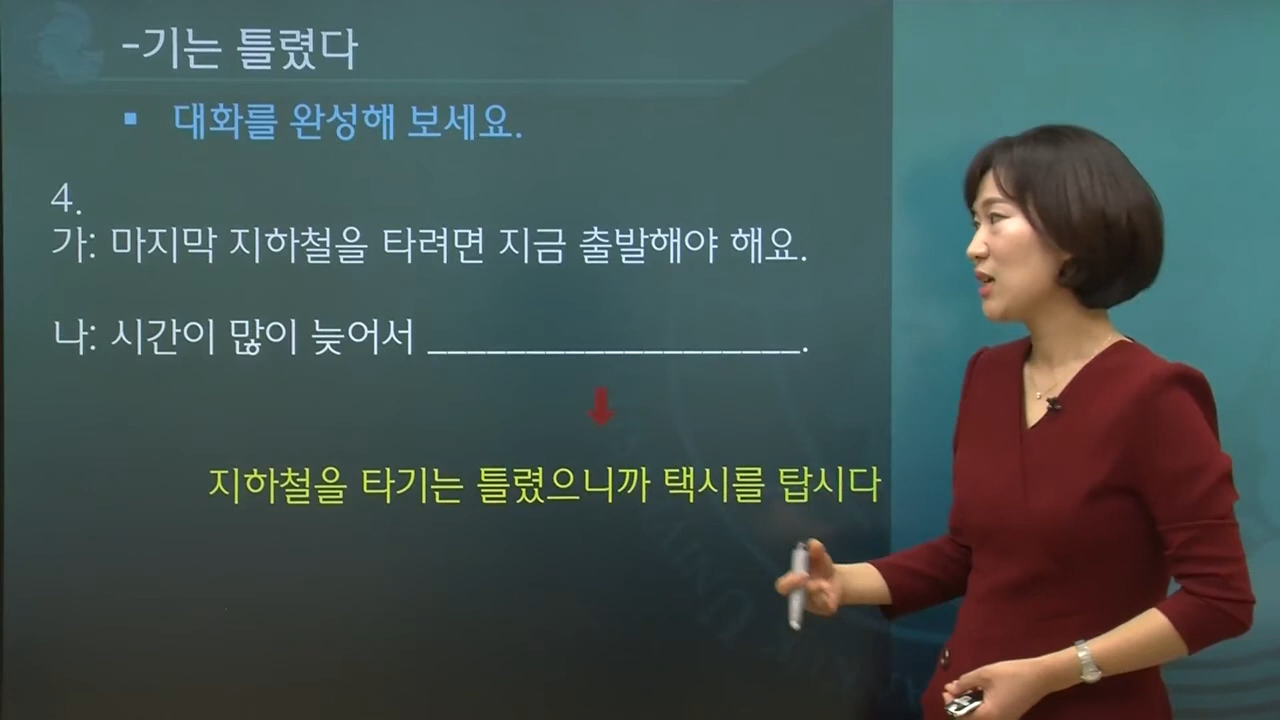 -기는 틀렸다
▪ 대화를 완성해 보세요.
4.
가: 마지막 지하철을 타려면 지금 출발해야 해요.
나: 시간이 많이 늦어서 ___________________.
지하철을 타기는 틀렸으니까 택시를 탑시다